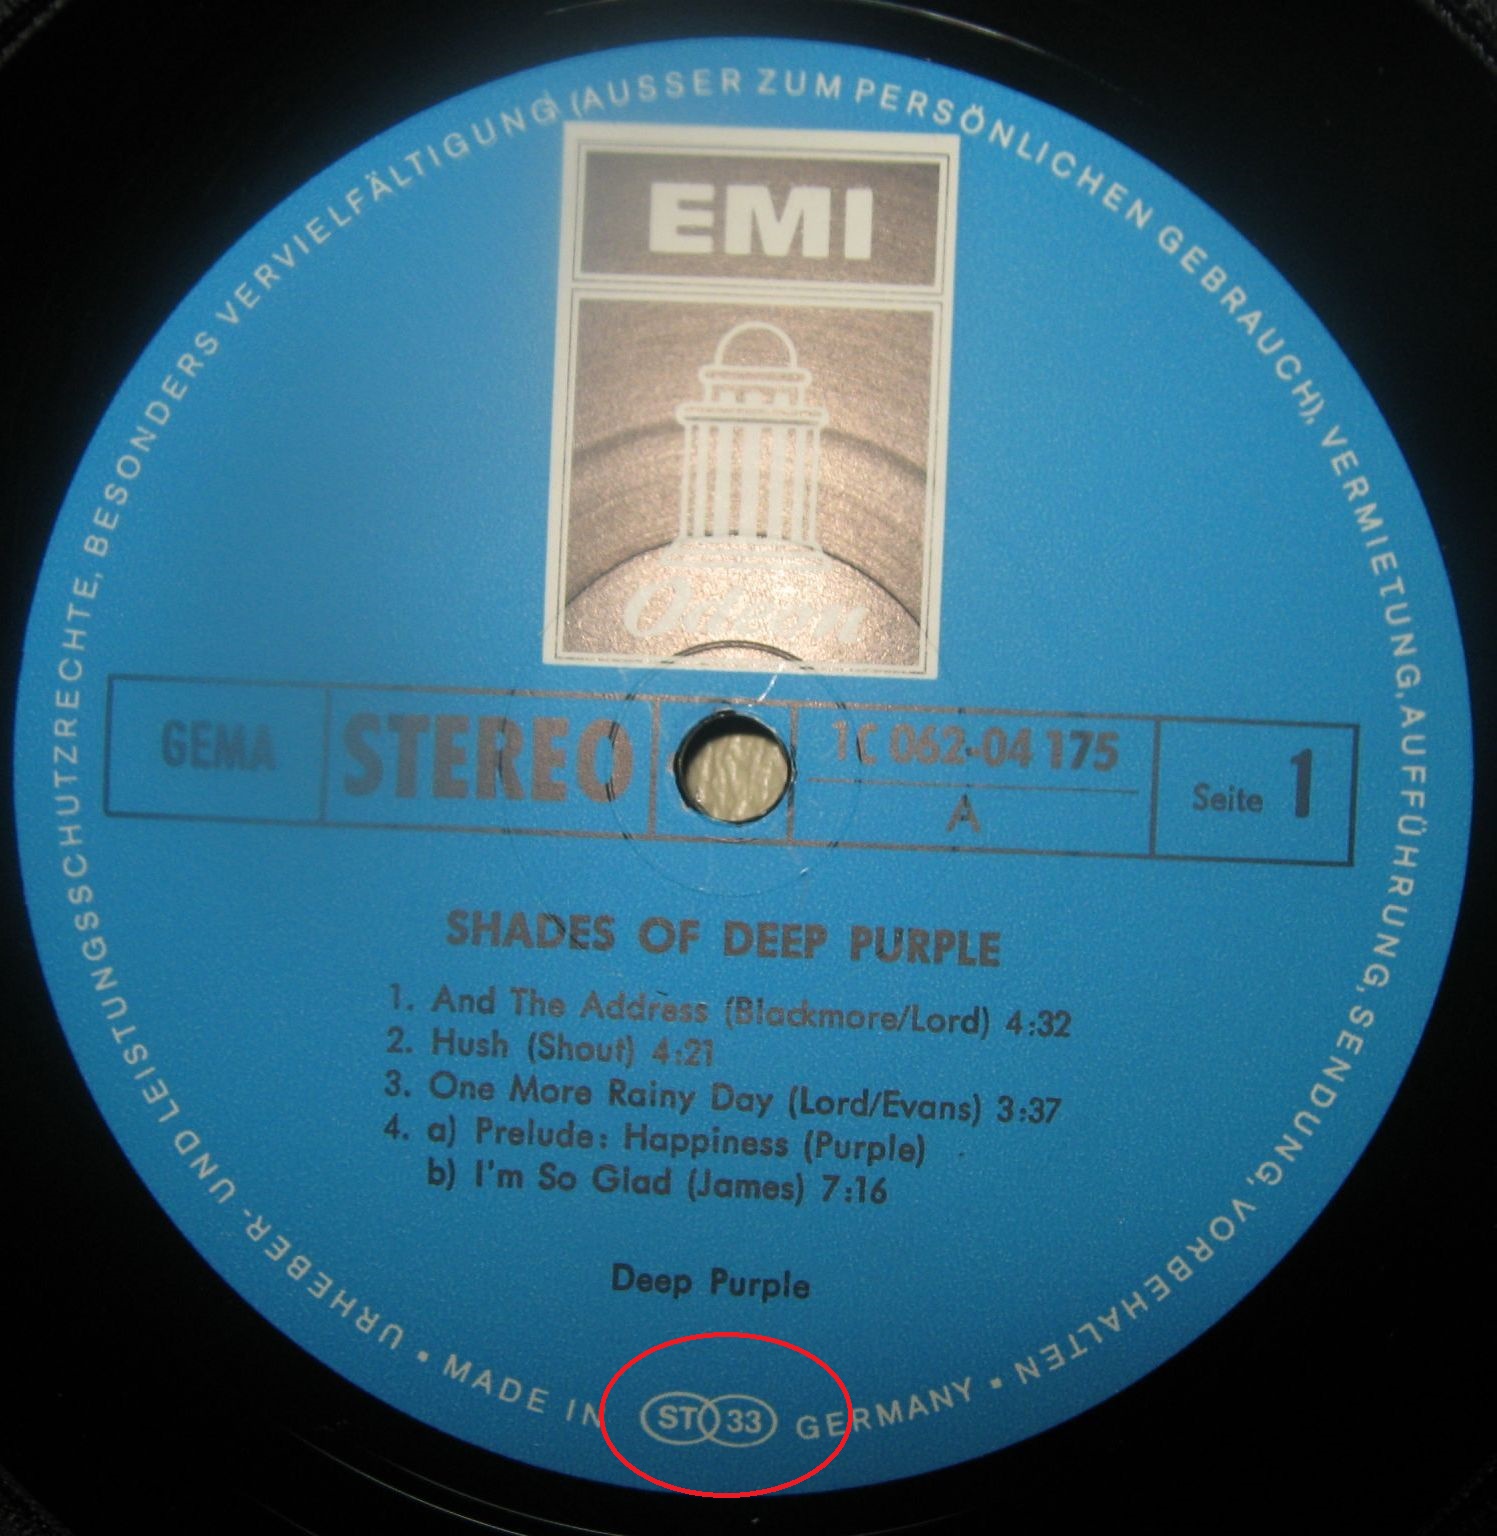 URHEBER- UND LEISTUNGSSCHUTZRECHTE, BESONDERS VERVIELFÄLTIGUNG (AUSSER ZUM PERSÖNLICHEN GEBRAUCH), VERMIETUNG, AUFFÜHRUNG, SENDUNG, VORBEHALTEN ▪ MADE IN ST 33 GERMANY ▪
EMI
Odeon
GEMA STEREO 1C 062-04 175 Seite 1
A
SHADES OF DEEP PURPLE
1. And The Address (Blackmore/Lord) 4:32
2. Hush (Shout) 4:21
3. One More Rainy Day (Lord/Evans) 3:37
4. a) Prelude: Happiness (Purple)
b) I'm So Glad (James) 7:16
Deep Purple